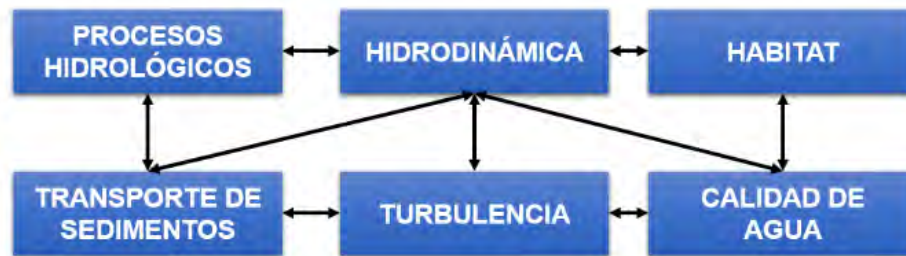 PROCESOS
HIDROLÓGICOS
HIDRODINÁMICA
HABITAT
TRANSPORTE DE
SEDIMENTOS
TURBULENCIA
CALIDAD DE
AGUA